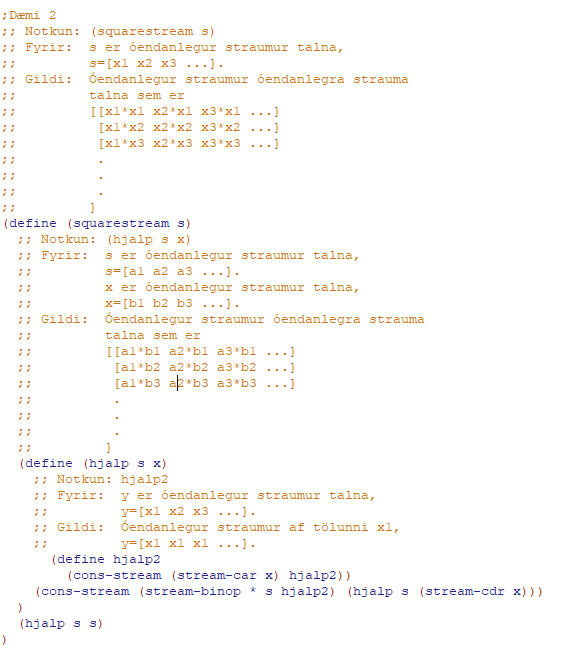 ;Dæmi 2
;; Notkun: (squarestream s)
;; Fyrir:  s er óendanlegur straumur talna,
;;         s=[x1 x2 x3 ...].
;; Gildi:  Óendanlegur straumur óendanlegra strauma
;;         talna sem er
;;         [[x1*x1 x2*x1 x3*x1 ...]
;;          [x1*x2 x2*x2 x3*x2 ...]
;;          [x1*x3 x2*x3 x3*x3 ...]
;;          .
;;          .
;;          .
;;         ]
(define (squarestream s)
  ;; Notkun: (hjalp s x)
  ;; Fyrir:  s er óendanlegur straumur talna,
  ;;         s=[a1 a2 a3 ...].
  ;;         x er óendanlegur straumur talna,
  ;;         x=[b1 b2 b3 ...].
  ;; Gildi:  Óendanlegur straumur óendanlegra strauma
  ;;         talna sem er
  ;;         [[a1*b1 a2*b1 a3*b1 ...]
  ;;          [a1*b2 a2*b2 a3*b2 ...]
  ;;          [a1*b3 a2*b3 a3*b3 ...]
  ;;          .
  ;;          .
  ;;          .
  ;;         ]
  (define (hjalp s x)
    ;; Notkun: hjalp2
    ;; Fyrir:  y er óendanlegur straumur talna,
    ;;         y=[x1 x2 x3 ...].
    ;; Gildi:  Óendanlegur straumur af tölunni x1,
    ;;         y=[x1 x1 x1 ...].
      (define hjalp2
        (cons-stream (stream-car x) hjalp2))
    (cons-stream (stream-binop * s hjalp2) (hjalp s (stream-cdr x)))
  )
  (hjalp s s)
)